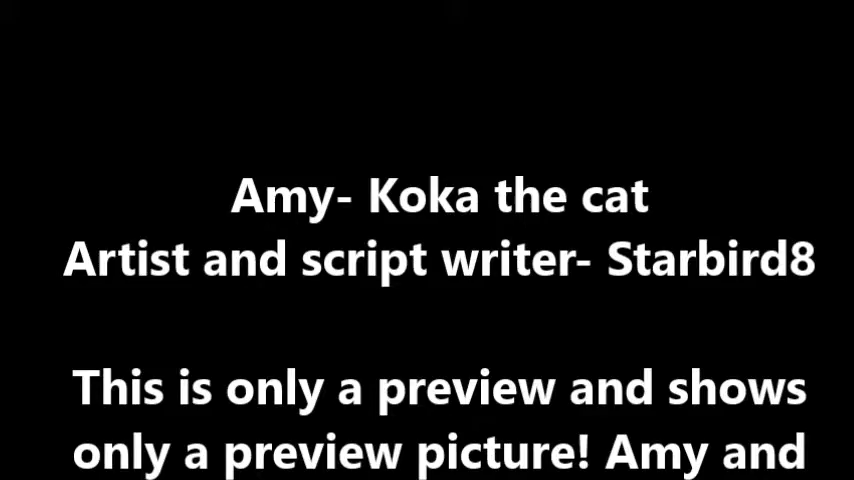 Amy- Koka the cat
Artist and script writer- Starbird8
This is only a preview and shows
only a preview picture! Amy and